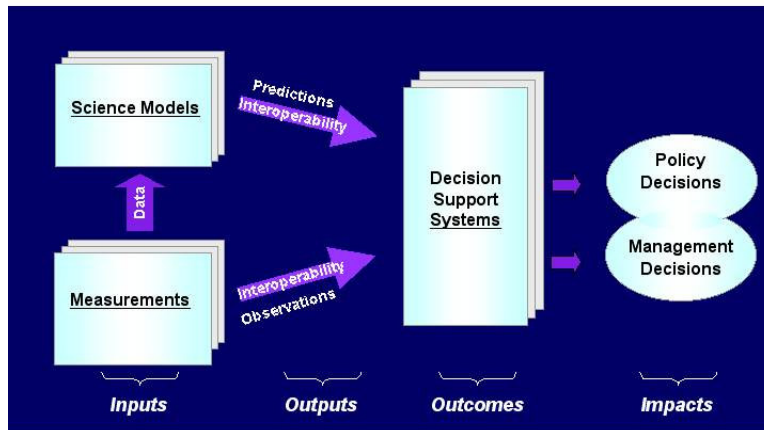 Science Models
Data
Measurements
Predictions
Interoperability
Interoperability
Observations
Decision
Support
Systems
Policy
Decisions
Management
Decisions
Inputs
Outputs
Outcomes
Impacts